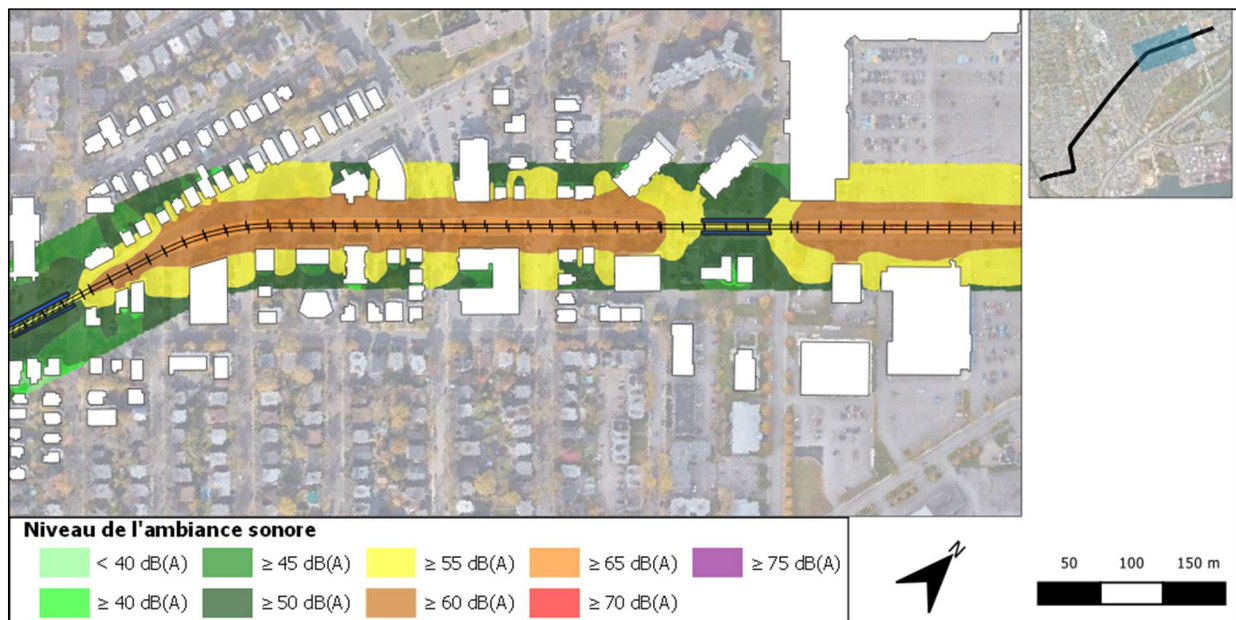 Niveau de l'ambiance sonore
< 40 dB(A) ≥ 45 dB(A) ≥ 55 dB(A) ≥ 65 dB(A) ≥ 75 dB(A)
≥ 40 dB(A) ≥ 50 dB(A) ≥ 60 dB(A) ≥ 70 dB(A)
N
50 100 150 m